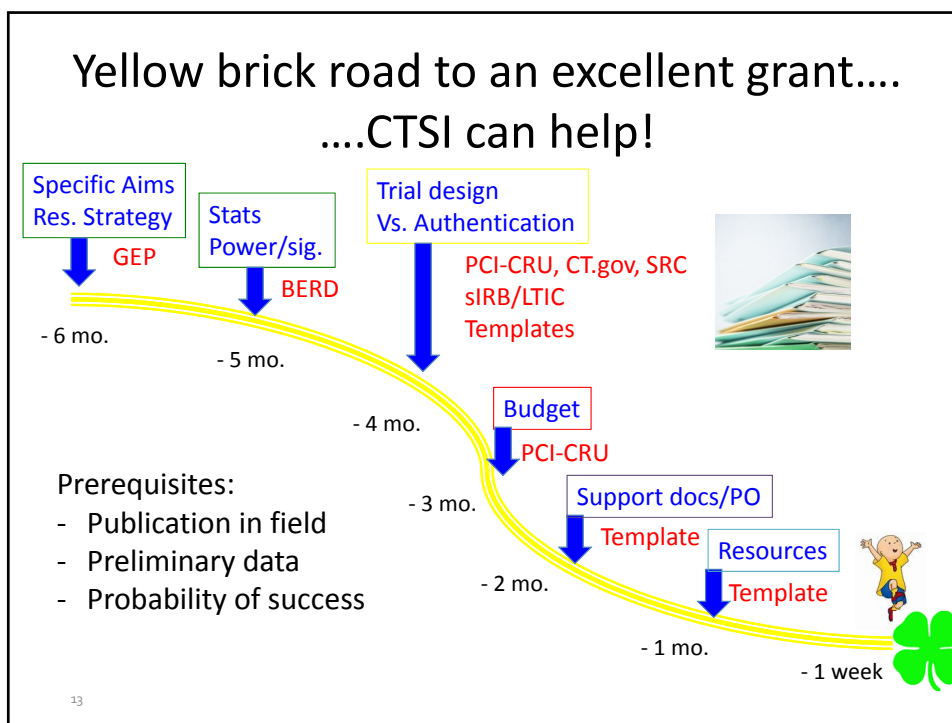 Yellow brick road to an excellent grant....
....CTSI can help!
Specific Aims
Res. Strategy
GEP
Stats
Power/sig.
BERD
Trial design
Vs. Authentication
PCI-CRU, CT.gov, SRC
sIRB/LTIC
Templates
- 6 mo.
- 5 mo.
- 4 mo.
Budget
PCI-CRU
- 3 mo.
Support docs/PO
Template
- 2 mo.
Resources
Template
- 1 mo.
- 1 week
Prerequisites:
- Publication in field
- Preliminary data
- Probability of success
13